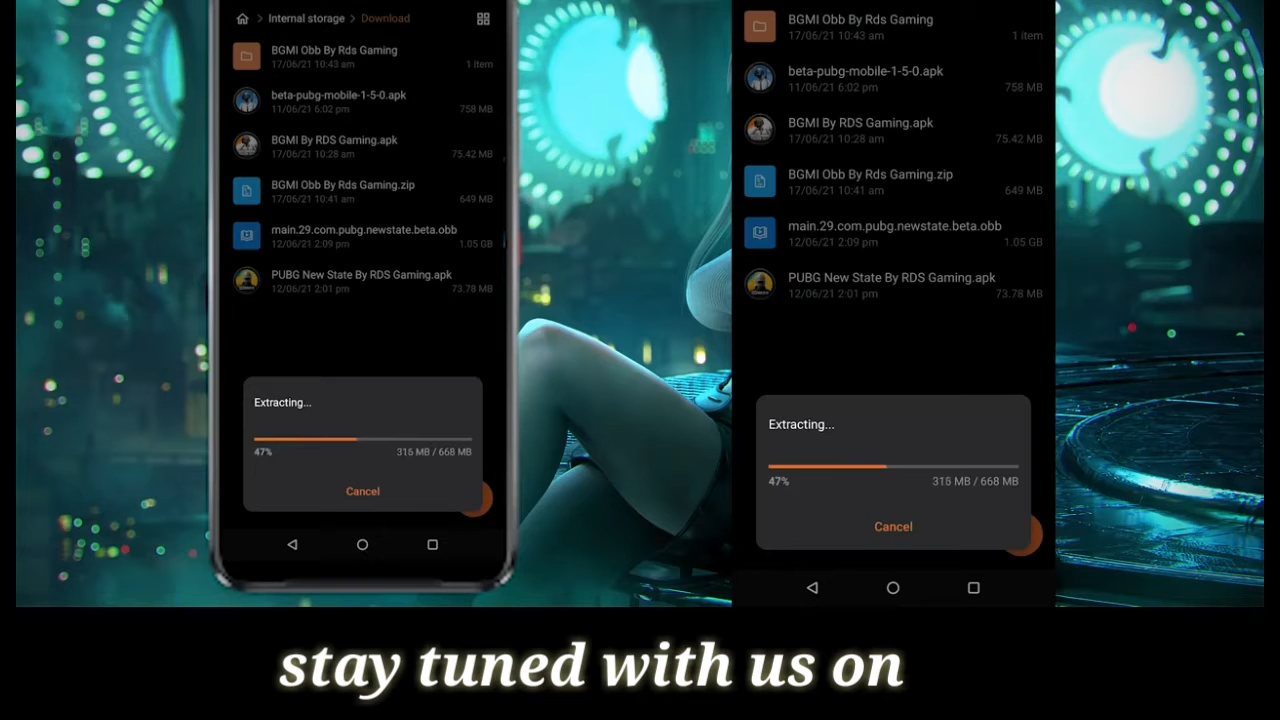 Internal storage
Download
BGMI Obb By Rds Gaming
17/06/21 10:43 am
1 item
beta-pubg-mobile-1-5-0.apk
11/06/21 6:02 pm
758 MB
BGMI By RDS Gaming.apk
17/06/21 10:28 am
75.42 MB
BGMI Obb By Rds Gaming.zip
17/06/21 10:41 am
649 MB
main.29.com.pubg.newstate.beta.obb
12/06/21 2:09 pm
1.05 GB
PUBG New State By RDS Gaming.apk
12/06/21 2:01 pm
73.78 MB
Extracting...
47%
316 MB / 668 MB
Cancel
BGMI Obb By Rds Gaming
17/06/21 10:43 am
1 item
beta-pubg-mobile-1-5-0.apk
11/06/21 6:02 pm
758 MB
BGMI By RDS Gaming.apk
17/06/21 10:28 am
75.42 MB
BGMI Obb By Rds Gaming.zip
17/06/21 10:41 am
649 MB
main.29.com.pubg.newstate.beta.obb
12/06/21 2:09 pm
1.05 GB
PUBG New State By RDS Gaming.apk
12/06/21 2:01 pm
73.78 MB
Extracting...
47%
316 MB / 668 MB
Cancel
stay tuned with us on